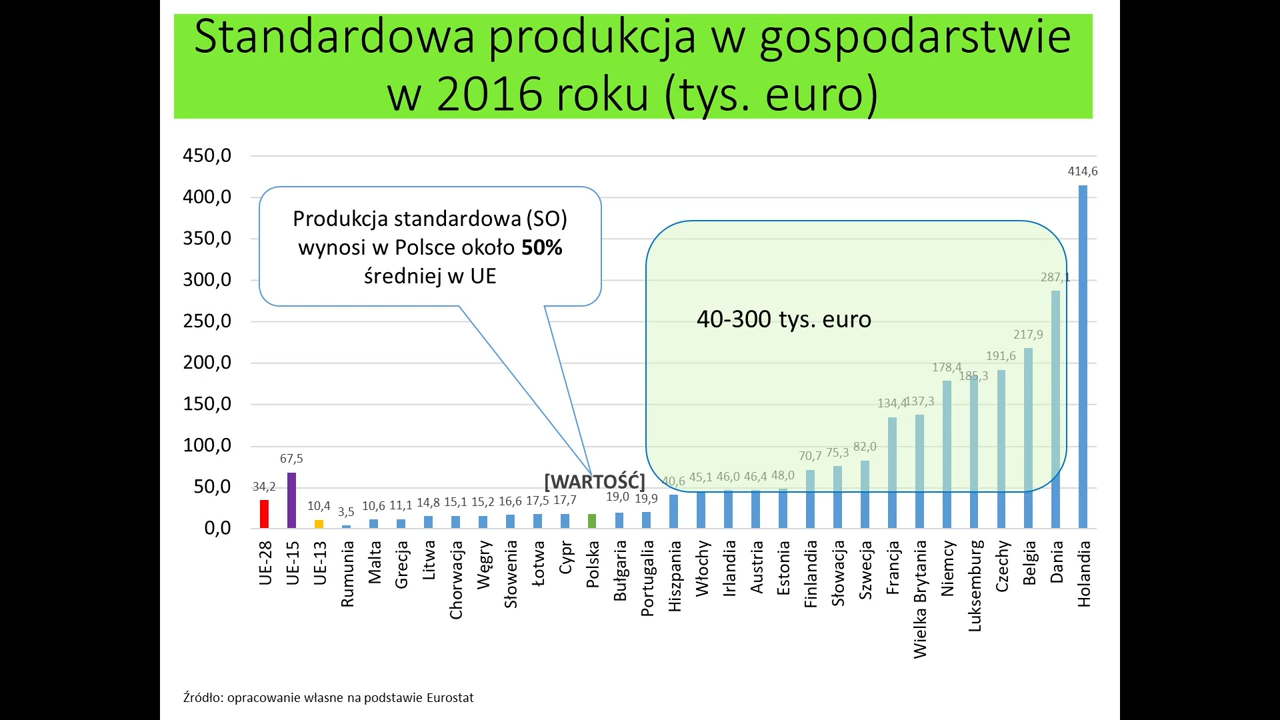 Standardowa produkcja w gospodarstwie
w 2016 roku (tys. euro)
450,0
400,0
350,0
300,0
250,0
200,0
150,0
100,0
50,0
0,0
Produkcja standardowa (SO)
wynosi w Polsce około 50%
średniej w UE
40-300 tys. euro
34,2
67,5
10,4
3,5
10,6
11,1
14,8
15,1
15,2
16,6
17,5
17,7
[WARTOŚĆ]
19,0
19,9
40,6
45,1
46,0
46,4
48,0
70,7
75,3
82,0
134,4
137,3
178,4
185,3
191,6
217,9
287,1
414,6
UE-28
UE-15
UE-13
Rumunia
Malta
Grecja
Litwa
Chorwacja
Węgry
Słowenia
Łotwa
Cypr
Polska
Bułgaria
Portugalia
Hiszpania
Włochy
Irlandia
Austria
Estonia
Finlandia
Słowacja
Szwecja
Francja
Wielka Brytania
Niemcy
Luksemburg
Czechy
Belgia
Dania
Holandia
Źródło: opracowanie własne na podstawie Eurostat